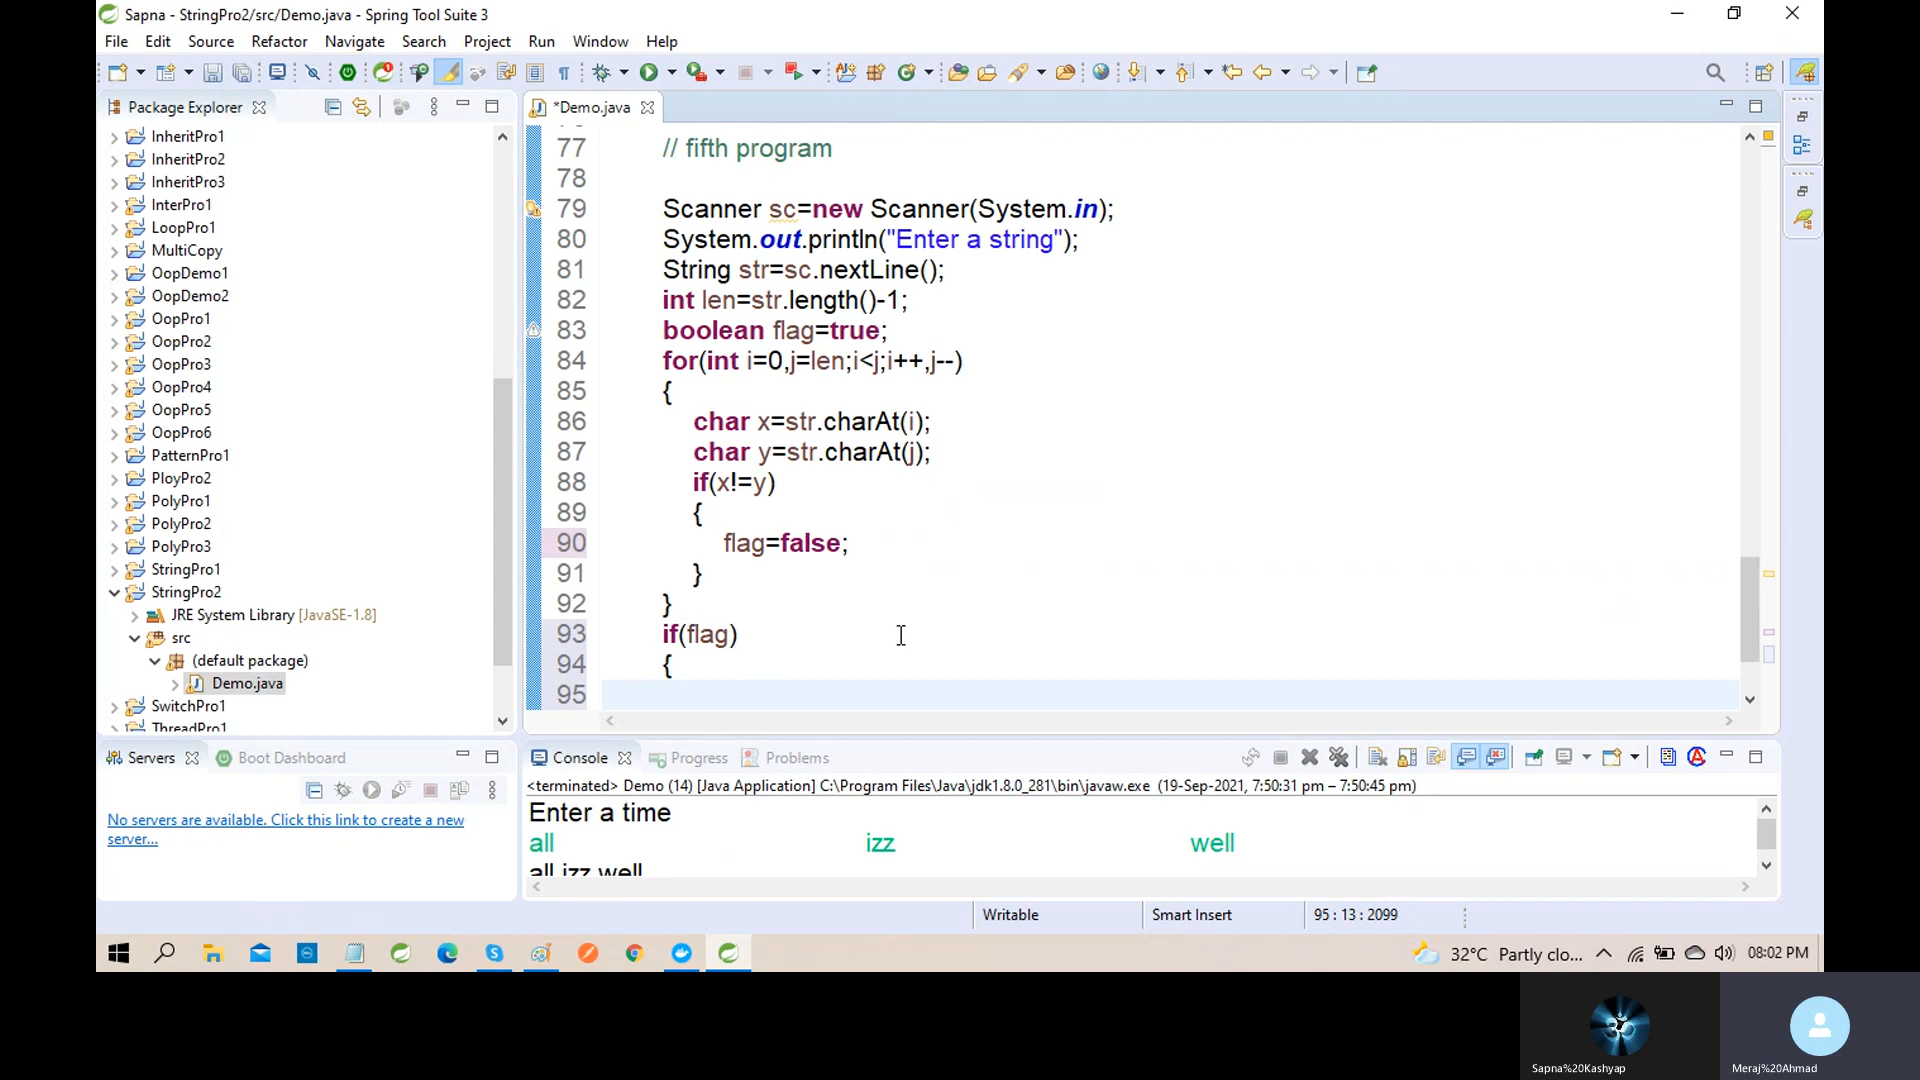 Sapna - StringPro2/src/Demo.java - Spring Tool Suite 3
File Edit Source Refactor Navigate Search Project Run Window Help
Package Explorer
InheritPro1
InheritPro2
InheritPro3
InterPro1
LoopPro1
MultiCopy
OopDemo1
OopDemo2
OopPro1
OopPro2
OopPro3
OopPro4
OopPro5
OopPro6
PatternPro1
PloyPro2
PolyPro1
PolyPro2
PolyPro3
StringPro1
StringPro2
JRE System Library [JavaSE-1.8]
src
(default package)
Demo.java
SwitchPro1
ThreadPro1
*Demo.java
77 // fifth program
78
79 Scanner sc=new Scanner(System.in);
80 System.out.println("Enter a string");
81 String str=sc.nextLine();
82 int len=str.length()-1;
83 boolean flag=true;
84 for(int i=0,j=len;i<j;i++,j--)
85 {
86 char x=str.charAt(i);
87 char y=str.charAt(j);
88 if(x!=y)
89 {
90 flag=false;
91 }
92 }
93 if(flag)
94 {
95
Servers Boot Dashboard
No servers are available. Click this link to create a new
server...
Console Progress Problems
<terminated> Demo (14) [Java Application] C:\Program Files\Java\jdk1.8.0_281\bin\javaw.exe (19-Sep-2021, 7:50:31 pm – 7:50:45 pm)
Enter a time
all izz well
all izz well
Writable Smart Insert 95 : 13 : 2099
32°C Partly clo... 08:02 PM
Sapna%20Kashyap Meraj%20Ahmad